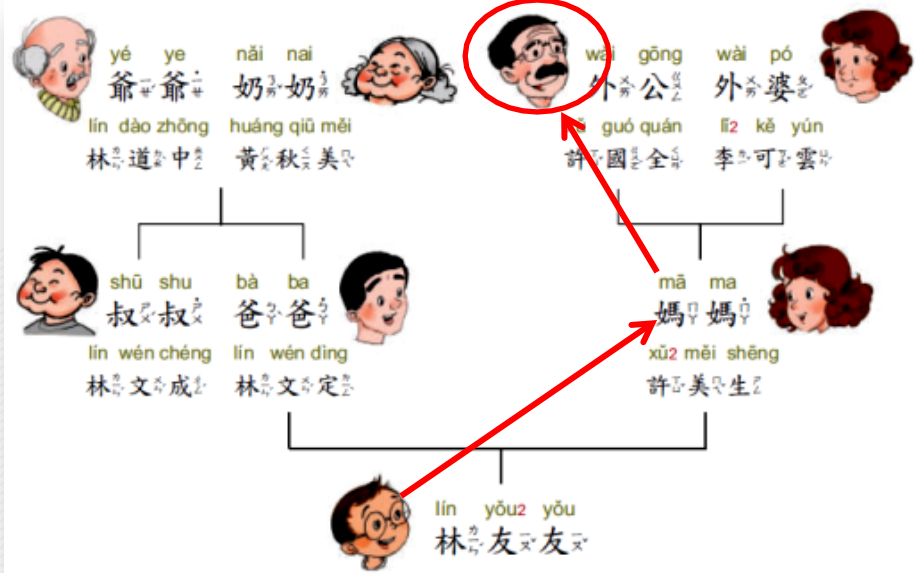 yé ye
爺爺
lín dào zhōng
林道中
nǎi nai
奶奶
huáng qiū měi
黃秋美
wài gōng
外公
guó quán
許國全
wài pó
外婆
lǐ2 kě yún
李可雲
shū shu
叔叔
lín wén chéng
林文成
bà ba
爸爸
lín wén dìng
林文定
mā ma
媽媽
xǔ2 měi shēng
許美生
lín yǒu2 yǒu
林友友